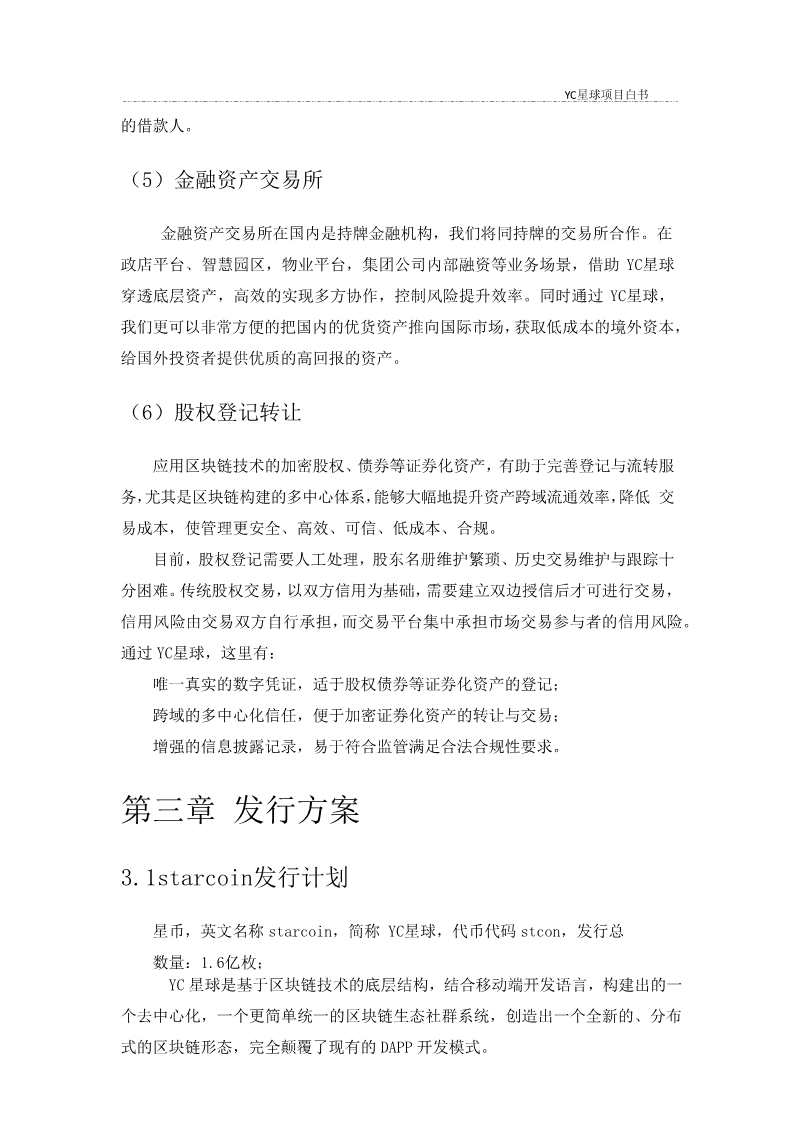 YC星球项目白书
的借款人。
（5）金融资产交易所
金融资产交易所在国内是持牌金融机构，我们将同持牌的交易所合作。在
政店平台、智慧园区，物业平台，集团公司内部融资等业务场景，借助 YC星球
穿透底层资产，高效的实现多方协作，控制风险提升效率。同时通过 YC星球，
我们更可以非常方便的把国内的优货资产推向国际市场，获取低成本的境外资本，
给国外投资者提供优质的高回报的资产。
（6）股权登记转让
应用区块链技术的加密股权、债券等证券化资产，有助于完善登记与流转服
务，尤其是区块链构建的多中心体系，能够大幅地提升资产跨域流通效率，降低 交
易成本，使管理更安全、高效、可信、低成本、合规。
目前，股权登记需要人工处理，股东名册维护繁琐、历史交易维护与跟踪十
分困难。传统股权交易，以双方信用为基础，需要建立双边授信后才可进行交易，
信用风险由交易双方自行承担，而交易平台集中承担市场交易参与者的信用风险。
通过 YC星球，这里有：
唯一真实的数字凭证，适于股权债券等证券化资产的登记；
跨域的多中心化信任，便于加密证券化资产的转让与交易；
增强的信息披露记录，易于符合监管满足合法合规性要求。
第三章 发行方案
3.1starcoin发行计划
星币，英文名称 starcoin，简称 YC星球，代币代码 stcon，发行总
数量：1.6亿枚；
YC 星球是基于区块链技术的底层结构，结合移动端开发语言，构建出的一
个去中心化，一个更简单统一的区块链生态社群系统，创造出一个全新的、分布
式的区块链形态，完全颠覆了现有的 DAPP 开发模式。